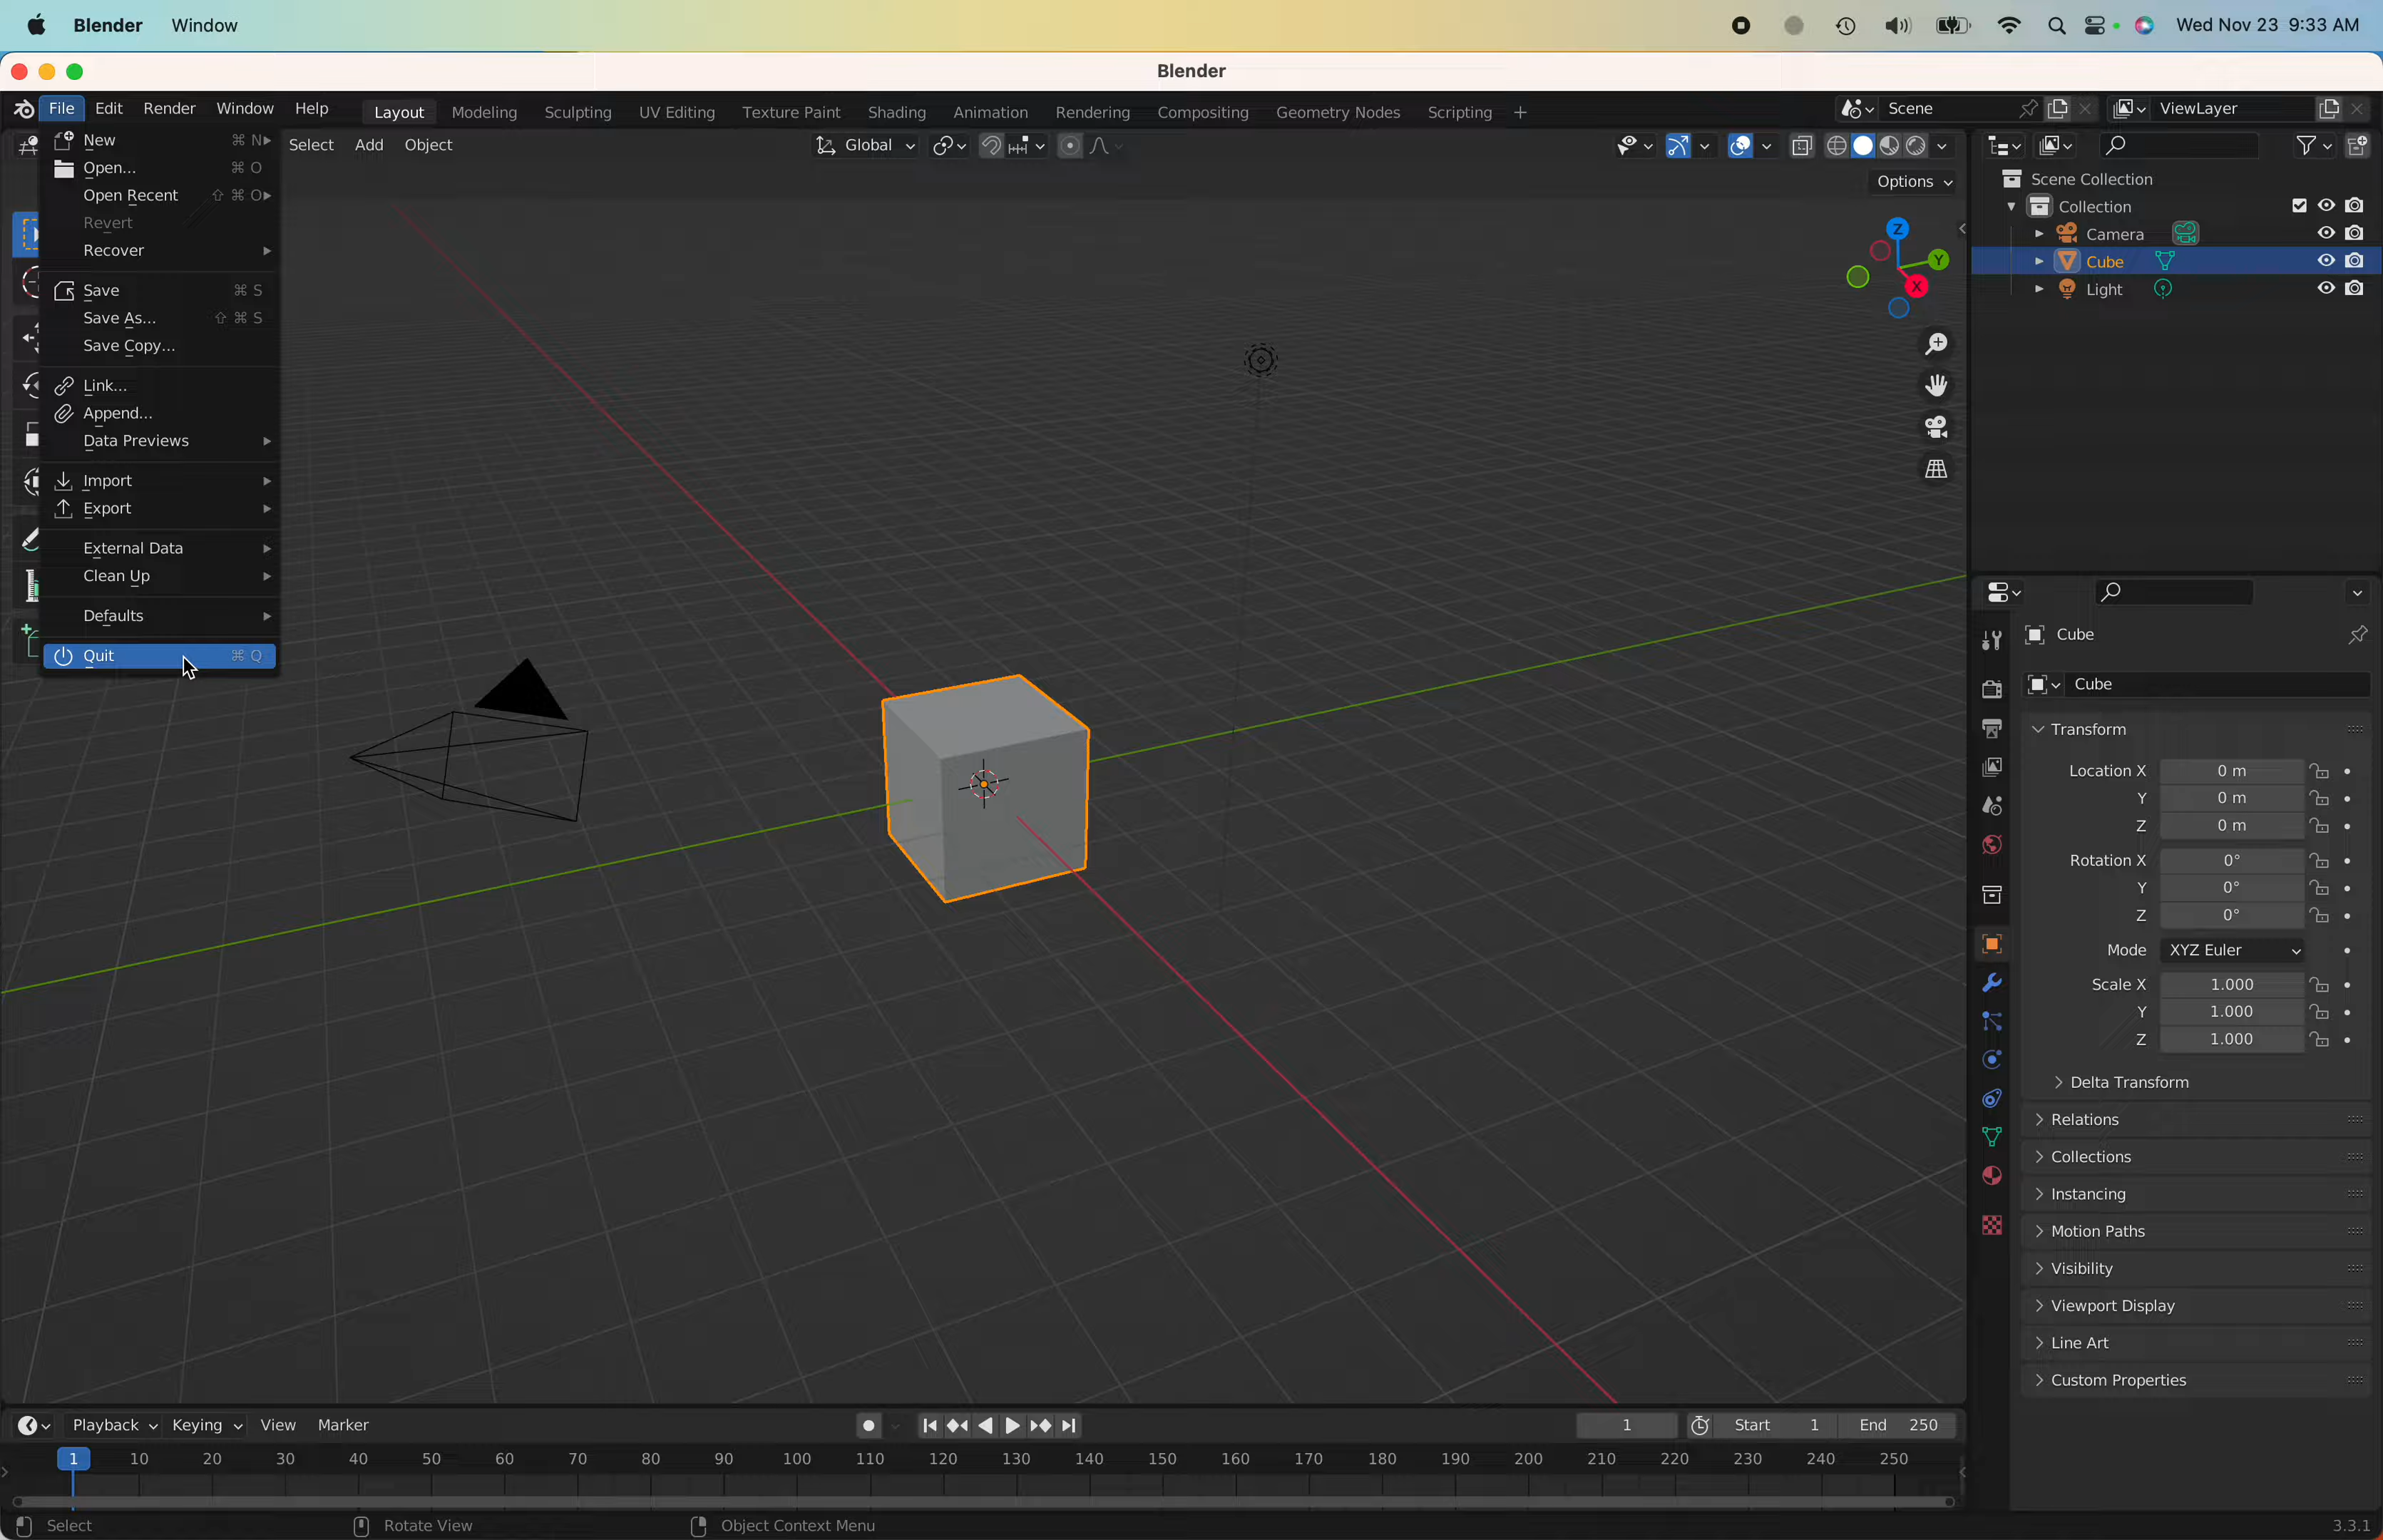 Blender Window Wed Nov 23 9:33 AM
Blender
File Edit Render Window Help Layout Modeling Sculpting UV Editing Texture Paint Shading Animation Rendering Compositing Geometry Nodes Scripting + Scene ViewLayer
Select Add Object Global
Options
New ⌘ N
Open... ⌘ O
Open Recent ⇧ ⌘ O
Revert
Recover
Save ⌘ S
Save As... ⇧ ⌘ S
Save Copy...
Link...
Append...
Data Previews
Import
Export
External Data
Clean Up
Defaults
Quit ⌘ Q
Z
Y
X
Scene Collection
Collection
Camera
Cube
Light
Cube
Cube
Transform
Location X 0 m
Y 0 m
Z 0 m
Rotation X 0°
Y 0°
Z 0°
Mode XYZ Euler
Scale X 1.000
Y 1.000
Z 1.000
Delta Transform
Relations
Collections
Instancing
Motion Paths
Visibility
Viewport Display
Line Art
Custom Properties
Playback Keying View Marker 1 Start 1 End 250
1 10 20 30 40 50 60 70 80 90 100 110 120 130 140 150 160 170 180 190 200 210 220 230 240 250
Select Rotate View Object Context Menu 3.3.1